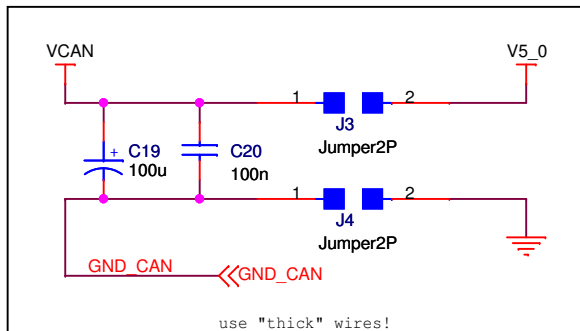 VCAN
V5_0
1
2
J3
Jumper2P
+
C19
100u
C20
100n
1
2
J4
Jumper2P
GND_CAN
GND_CAN
use "thick" wires!